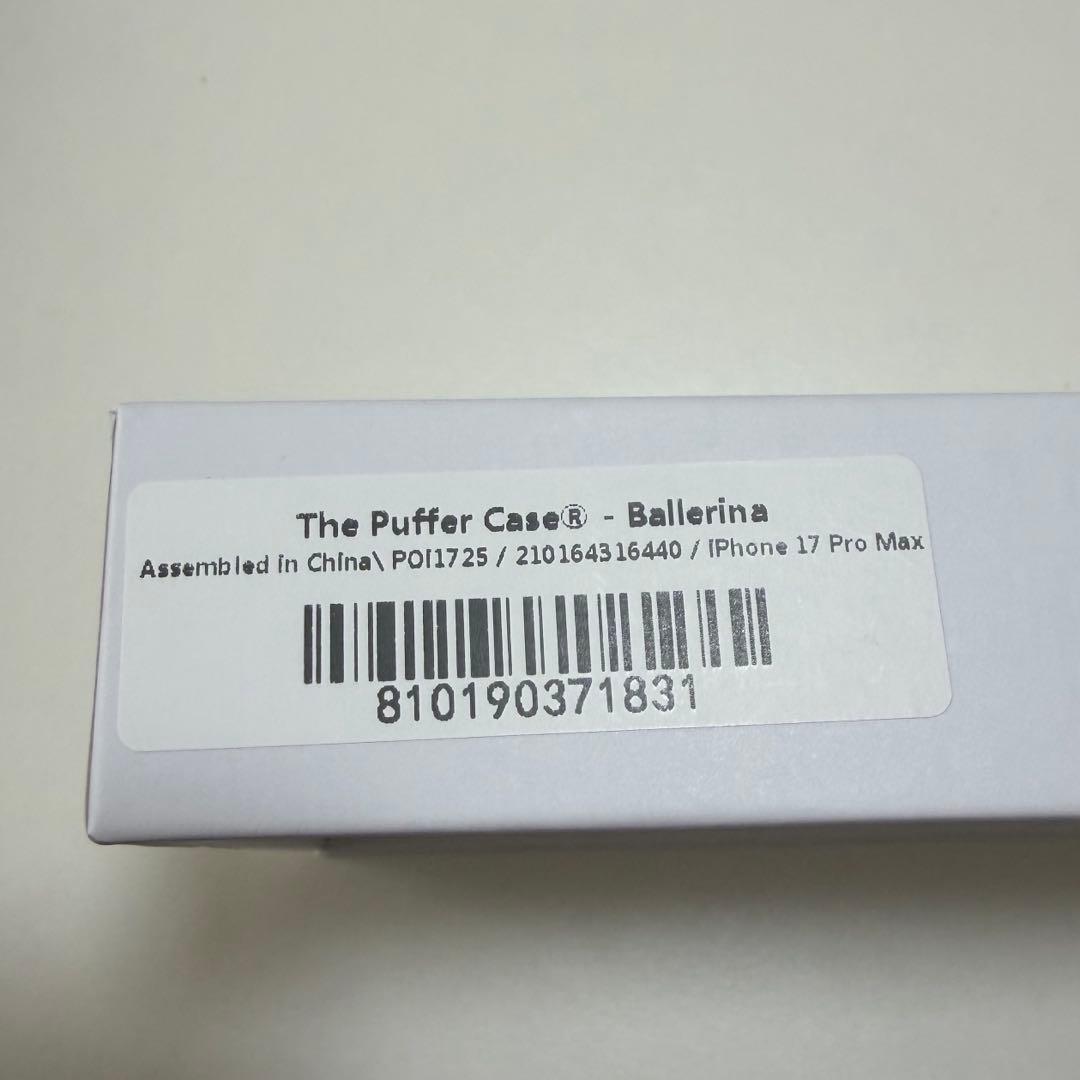 The Puffer Case® - Ballerina
Assembled in China\ POI1725 / 210164316440 / iPhone 17 Pro Max
810190371831